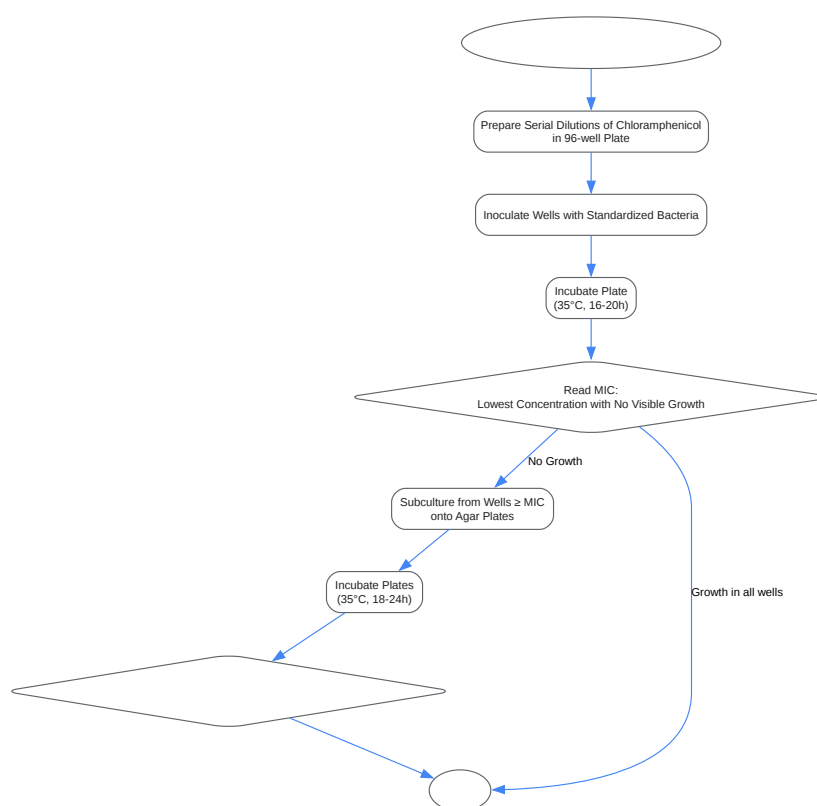 Prepare Serial Dilutions of Chloramphenicol
in 96-well Plate
Inoculate Wells with Standardized Bacteria
Incubate Plate
(35°C, 16-20h)
Read MIC:
Lowest Concentration with No Visible Growth
No Growth
Subculture from Wells ≥ MIC
onto Agar Plates
Incubate Plates
(35°C, 18-24h)
Growth in all wells